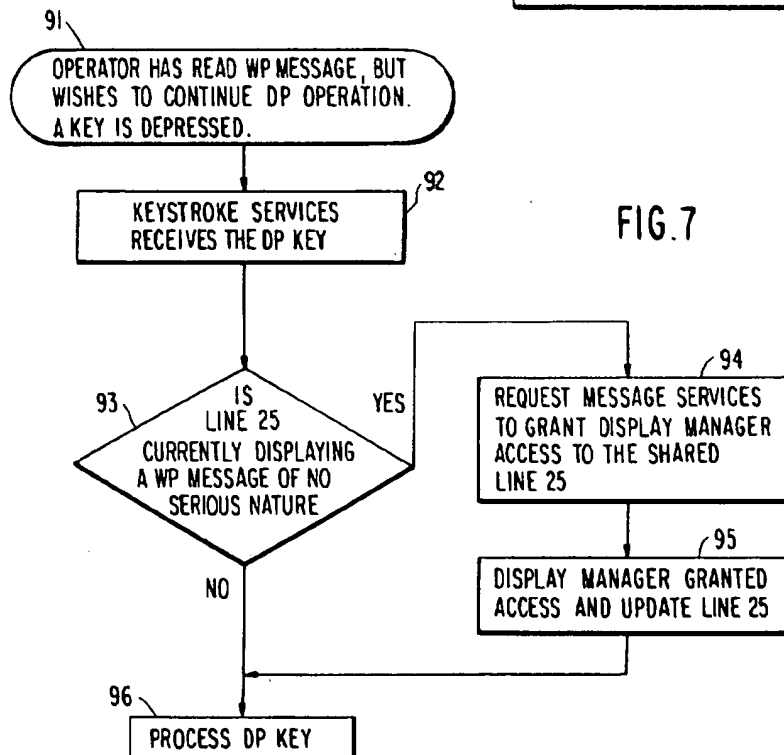 91
OPERATOR HAS READ WP MESSAGE, BUT
WISHES TO CONTINUE DP OPERATION.
A KEY IS DEPRESSED.
92
KEYSTROKE SERVICES
RECEIVES THE DP KEY
FIG.7
93
IS
LINE 25
CURRENTLY DISPLAYING
A WP MESSAGE OF NO
SERIOUS NATURE
YES
94
REQUEST MESSAGE SERVICES
TO GRANT DISPLAY MANAGER
ACCESS TO THE SHARED
LINE 25
95
DISPLAY MANAGER GRANTED
ACCESS AND UPDATE LINE 25
NO
96
PROCESS DP KEY